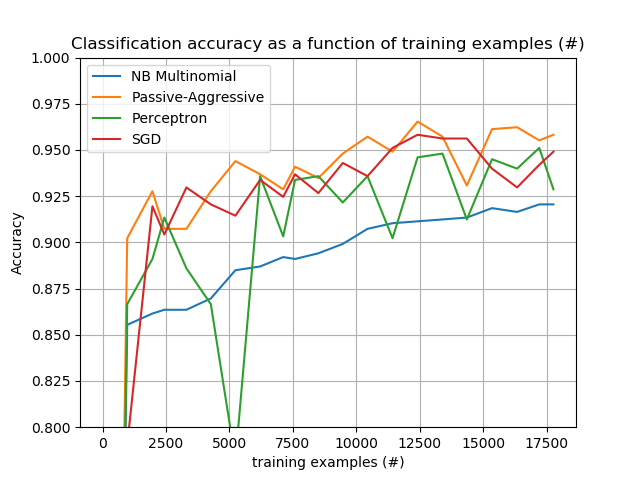 Classification accuracy as a function of training examples (#)
1.000
0.975
0.950
0.925
0.900
0.875
0.850
0.825
0.800
Accuracy
NB Multinomial
Passive-Aggressive
Perceptron
SGD
0 2500 5000 7500 10000 12500 15000 17500
training examples (#)